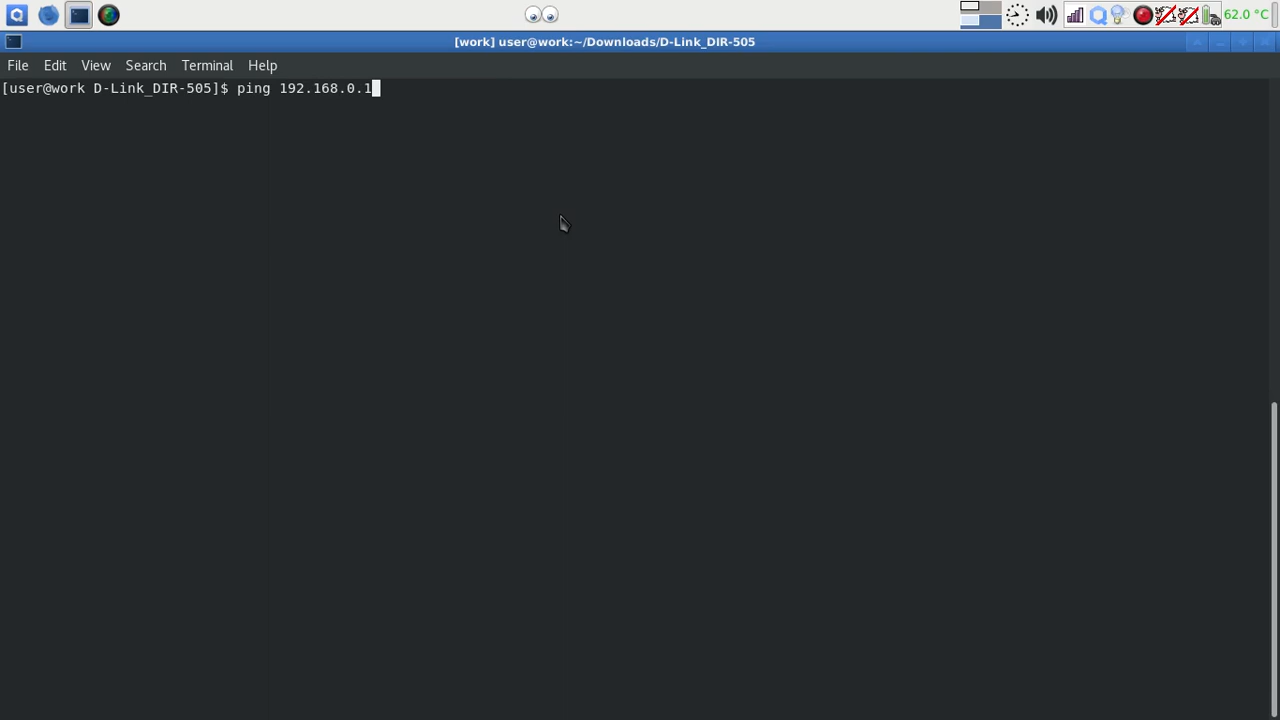 62.0 °C
[work] user@work:~/Downloads/D-Link_DIR-505
File Edit View Search Terminal Help
[user@work D-Link_DIR-505]$ ping 192.168.0.1